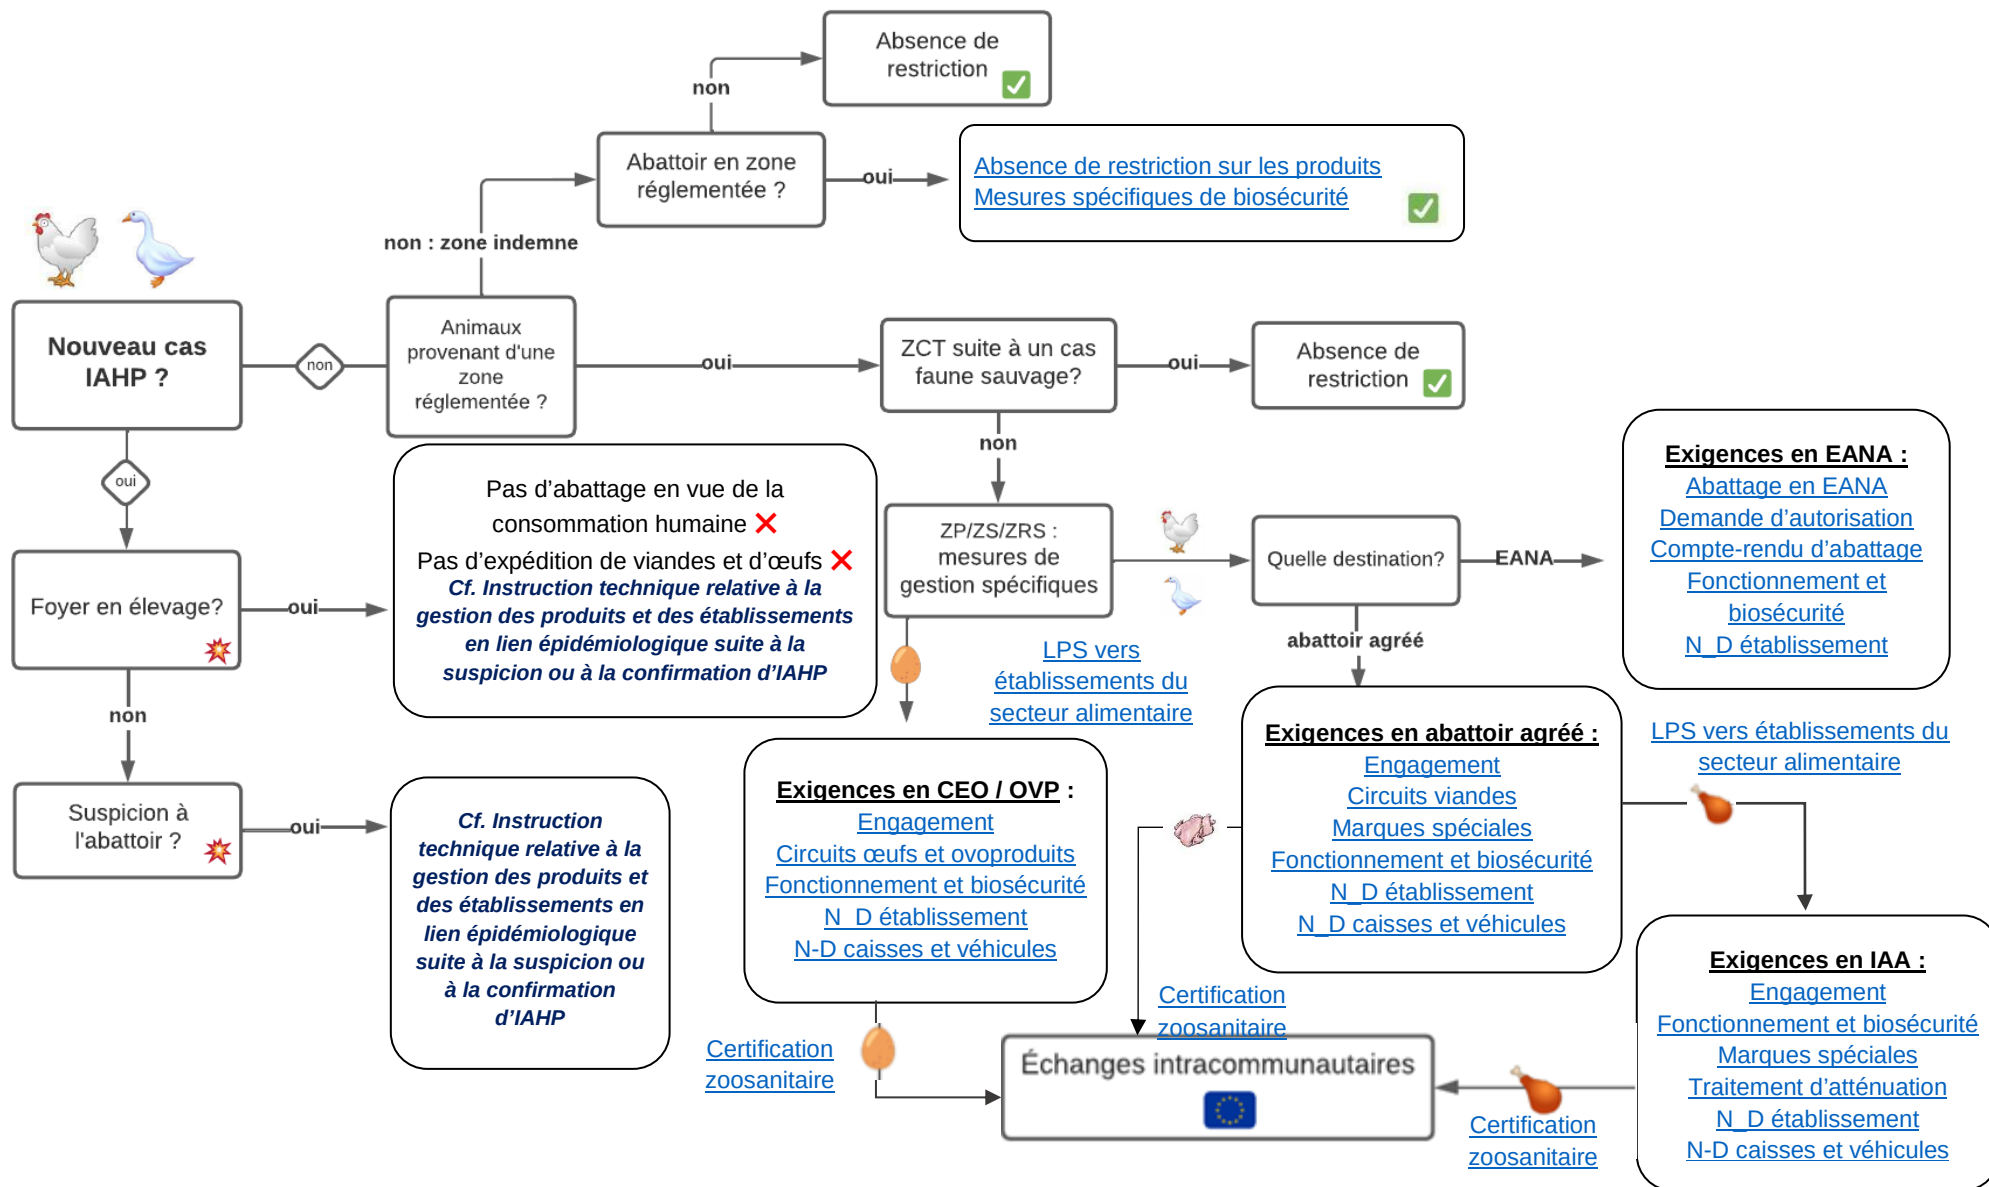 Absence de
restriction
non
Abattoir en zone
réglementée ?
oui
Absence de restriction sur les produits
Mesures spécifiques de biosécurité
non : zone indemne
Nouveau cas
IAHP ?
non
Animaux
provenant d'une
zone
réglementée ?
oui
ZCT suite à un cas
faune sauvage?
oui
Absence de
restriction
non
oui
Pas d’abattage en vue de la
consommation humaine ❌
Pas d’expédition de viandes et d’œufs ❌
Cf. Instruction technique relative à la
gestion des produits et des établissements
en lien épidémiologique suite à la
suspicion ou à la confirmation d’IAHP
ZP/ZS/ZRS :
mesures de
gestion spécifiques
Quelle destination?
EANA
Exigences en EANA :
Abattage en EANA
Demande d’autorisation
Compte-rendu d’abattage
Fonctionnement et
biosécurité
N_D établissement
Foyer en élevage?
oui
abattoir agréé
LPS vers
établissements du
secteur alimentaire
non
Suspicion à
l'abattoir ?
oui
Cf. Instruction
technique relative à la
gestion des produits et
des établissements en
lien épidémiologique
suite à la suspicion ou
à la confirmation
d’IAHP
Exigences en CEO / OVP :
Engagement
Circuits œufs et ovoproduits
Fonctionnement et biosécurité
N_D établissement
N-D caisses et véhicules
Exigences en abattoir agréé :
Engagement
Circuits viandes
Marques spéciales
Fonctionnement et biosécurité
N_D établissement
N_D caisses et véhicules
LPS vers établissements du
secteur alimentaire
Exigences en IAA :
Engagement
Fonctionnement et biosécurité
Marques spéciales
Traitement d’atténuation
N_D établissement
N-D caisses et véhicules
Certification
zoosanitaire
Certification
zoosanitaire
Échanges intracommunautaires
Certification
zoosanitaire